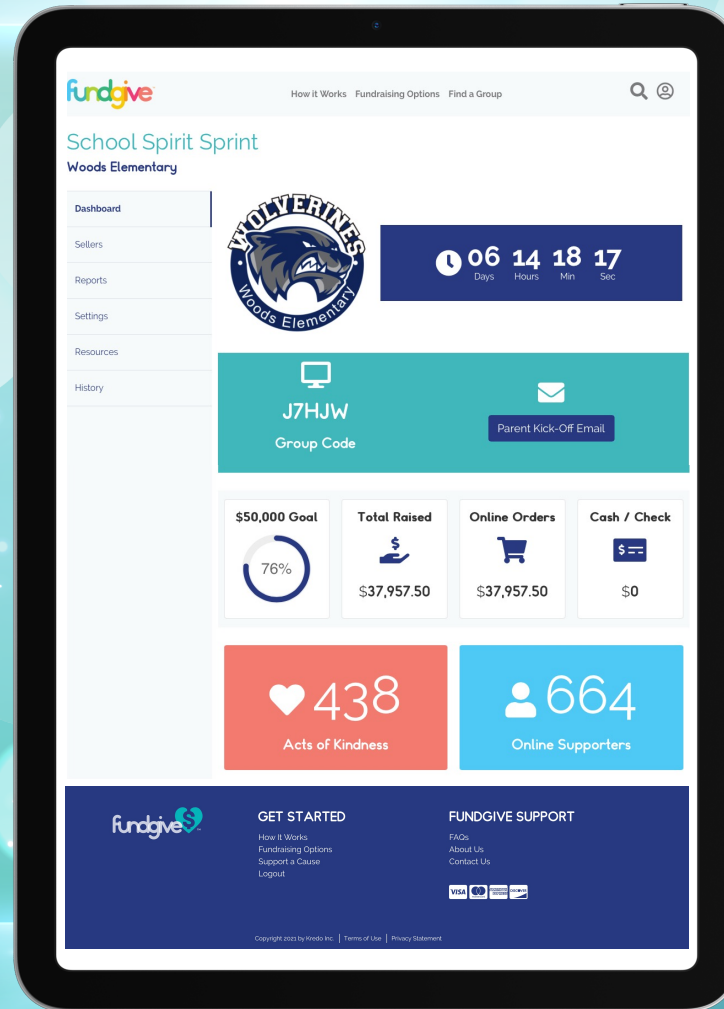 fundgive
How it Works Fundraising Options Find a Group
School Spirit Sprint
Woods Elementary
Dashboard
Sellers
Reports
Settings
Resources
History
WOLVERINES
Woods Elementary
06 14 18 17
Days Hours Min Sec
J7HJW
Group Code
Parent Kick-Off Email
$50,000 Goal
76%
Total Raised
$
$37,957.50
Online Orders
$37,957.50
Cash / Check
$
$0
438
Acts of Kindness
664
Online Supporters
fundgive$
GET STARTED
How It Works
Fundraising Options
Support a Cause
Logout
FUNDGIVE SUPPORT
FAQs
About Us
Contact Us
VISA DISCOVER
Copyright 2021 by Kredo Inc. | Terms of Use | Privacy Statement